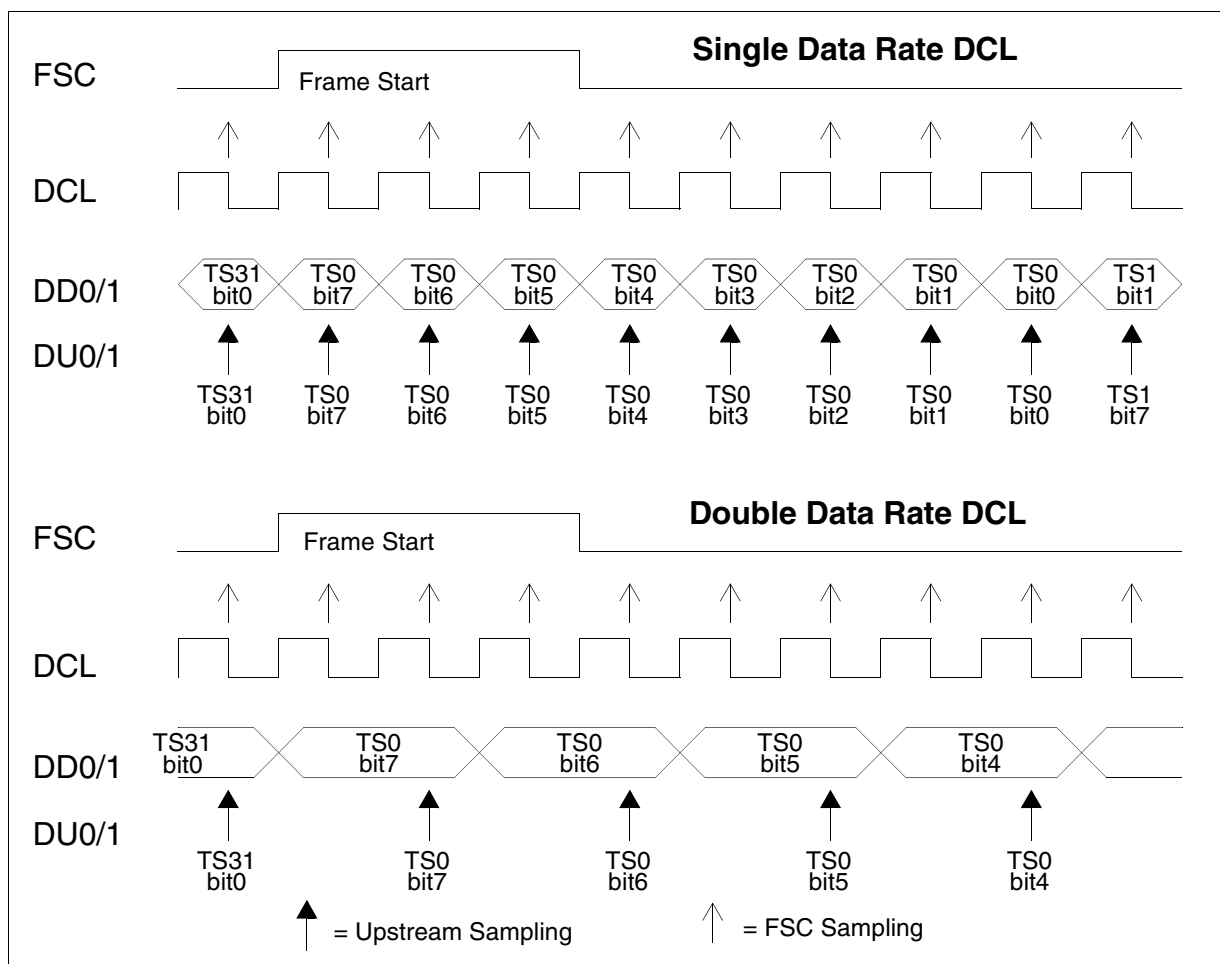 Single Data Rate DCL
FSC
Frame Start
DCL
DD0/1
TS31 TS0 TS0 TS0 TS0 TS0 TS0 TS0 TS0 TS1
bit0 bit7 bit6 bit5 bit4 bit3 bit2 bit1 bit0 bit1
DU0/1
TS31 TS0 TS0 TS0 TS0 TS0 TS0 TS0 TS0 TS1
bit0 bit7 bit6 bit5 bit4 bit3 bit2 bit1 bit0 bit7
Double Data Rate DCL
FSC
Frame Start
DCL
DD0/1
TS31 TS0 TS0 TS0 TS0
bit0 bit7 bit6 bit5 bit4
DU0/1
TS31 TS0 TS0 TS0 TS0
bit0 bit7 bit6 bit5 bit4
= Upstream Sampling
= FSC Sampling